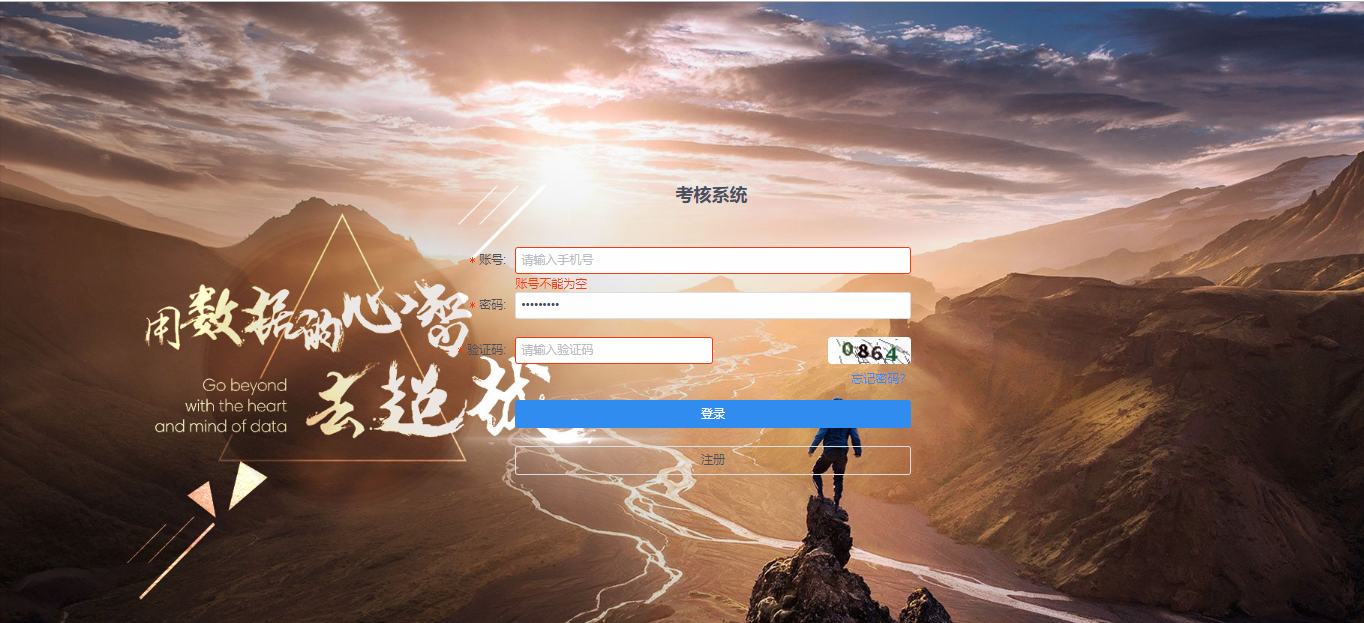 考核系统
* 账号: 请输入手机号
账号不能为空
* 密码: •••••••••
* 验证码: 请输入验证码 0864
忘记密码?
登录
注册
用数据的心智
去超越
Go beyond
with the heart
and mind of data